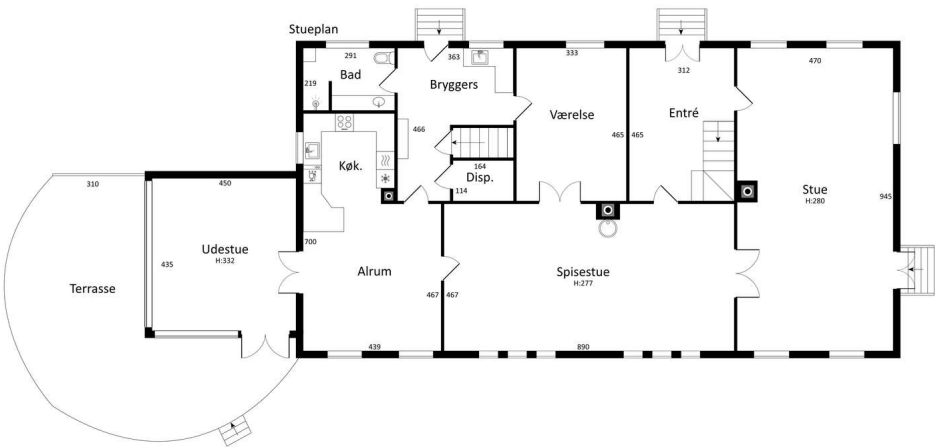 Stueplan
291
363
333
312
470
219
Bad
Bryggers
466
Værelse
465
465
Entré
Køk.
164
Disp.
114
310
450
Stue
H:280
945
700
Udestue
H:332
435
Terrasse
Alrum
467
467
Spisestue
H:277
439
890